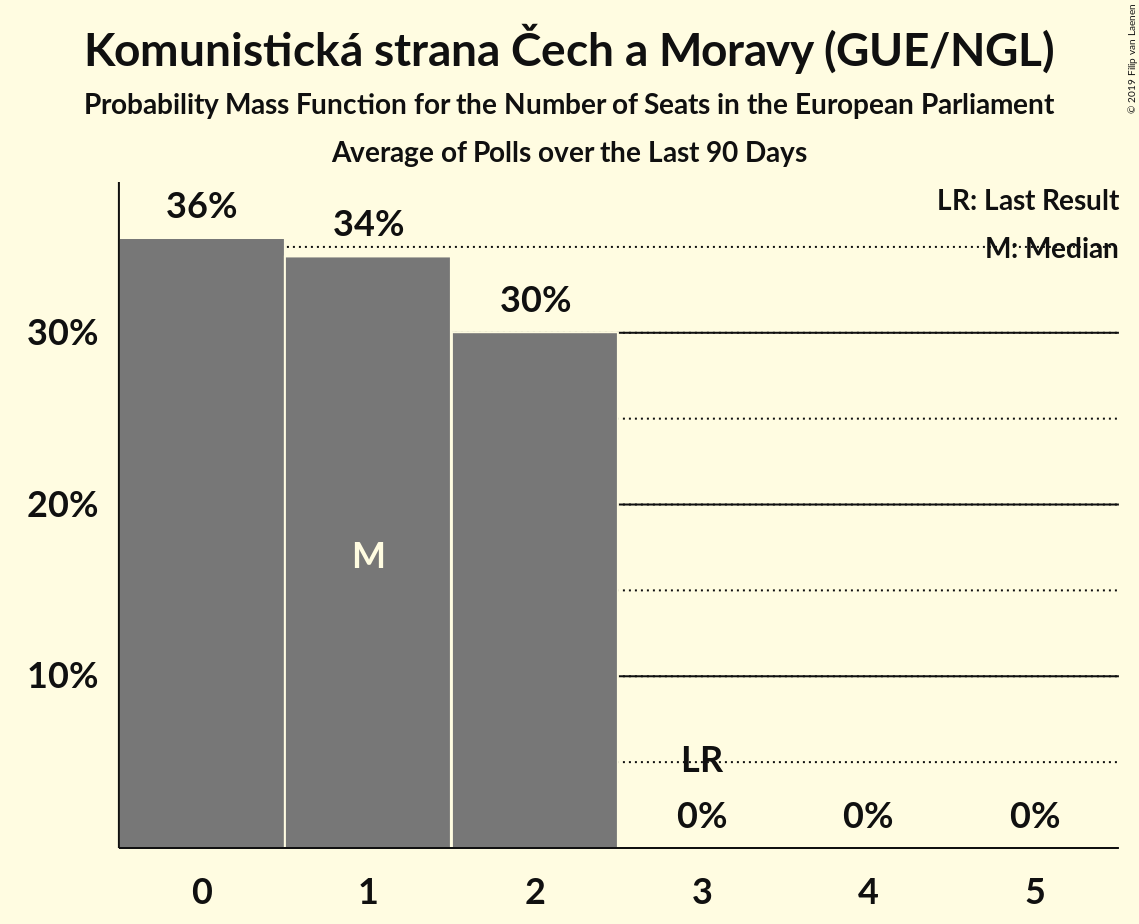 Komunistická strana Čech a Moravy (GUE/NGL)
Probability Mass Function for the Number of Seats in the European Parliament
Average of Polls over the Last 90 Days
© 2019 Filip van Laenen
LR: Last Result
M: Median
36%
34%
30%
30%
20%
10%
M
LR
0%
0%
0%
0
1
2
3
4
5